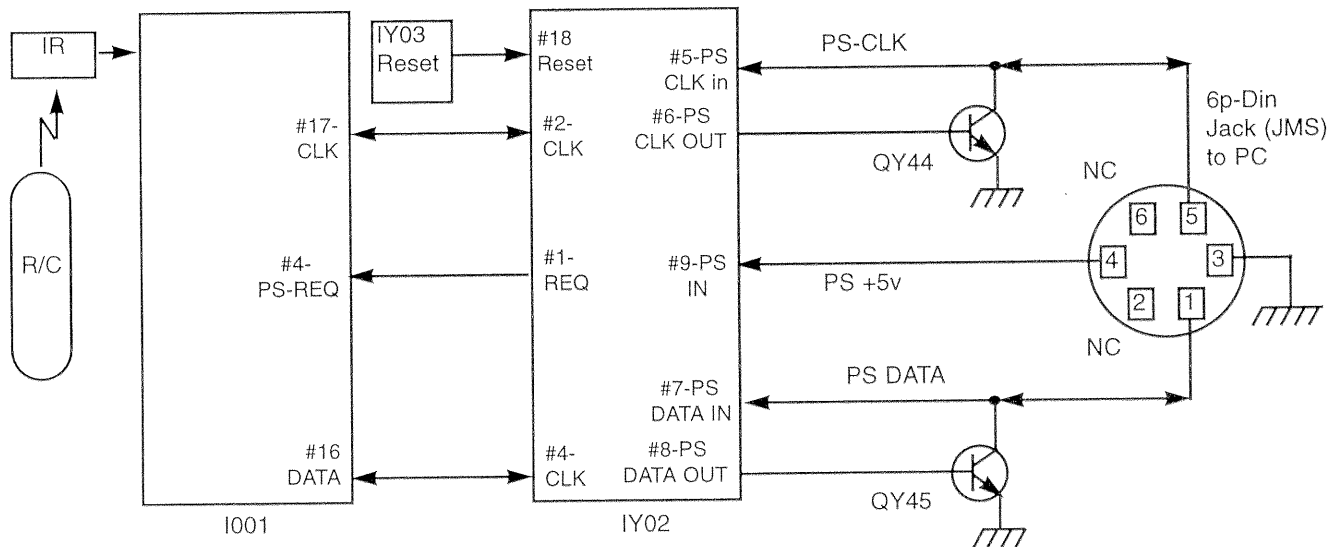 IR
R/C
#17-
CLK
#4-
PS-REQ
#16
DATA
I001
IY03
Reset
#18
Reset
#2-
CLK
#1-
REQ
#4-
CLK
#5-PS
CLK in
#6-PS
CLK OUT
#9-PS
IN
#7-PS
DATA IN
#8-PS
DATA OUT
IY02
PS-CLK
QY44
PS +5v
PS DATA
QY45
6p-Din
Jack (JMS)
to PC
NC
6
5
4
3
2
1
NC